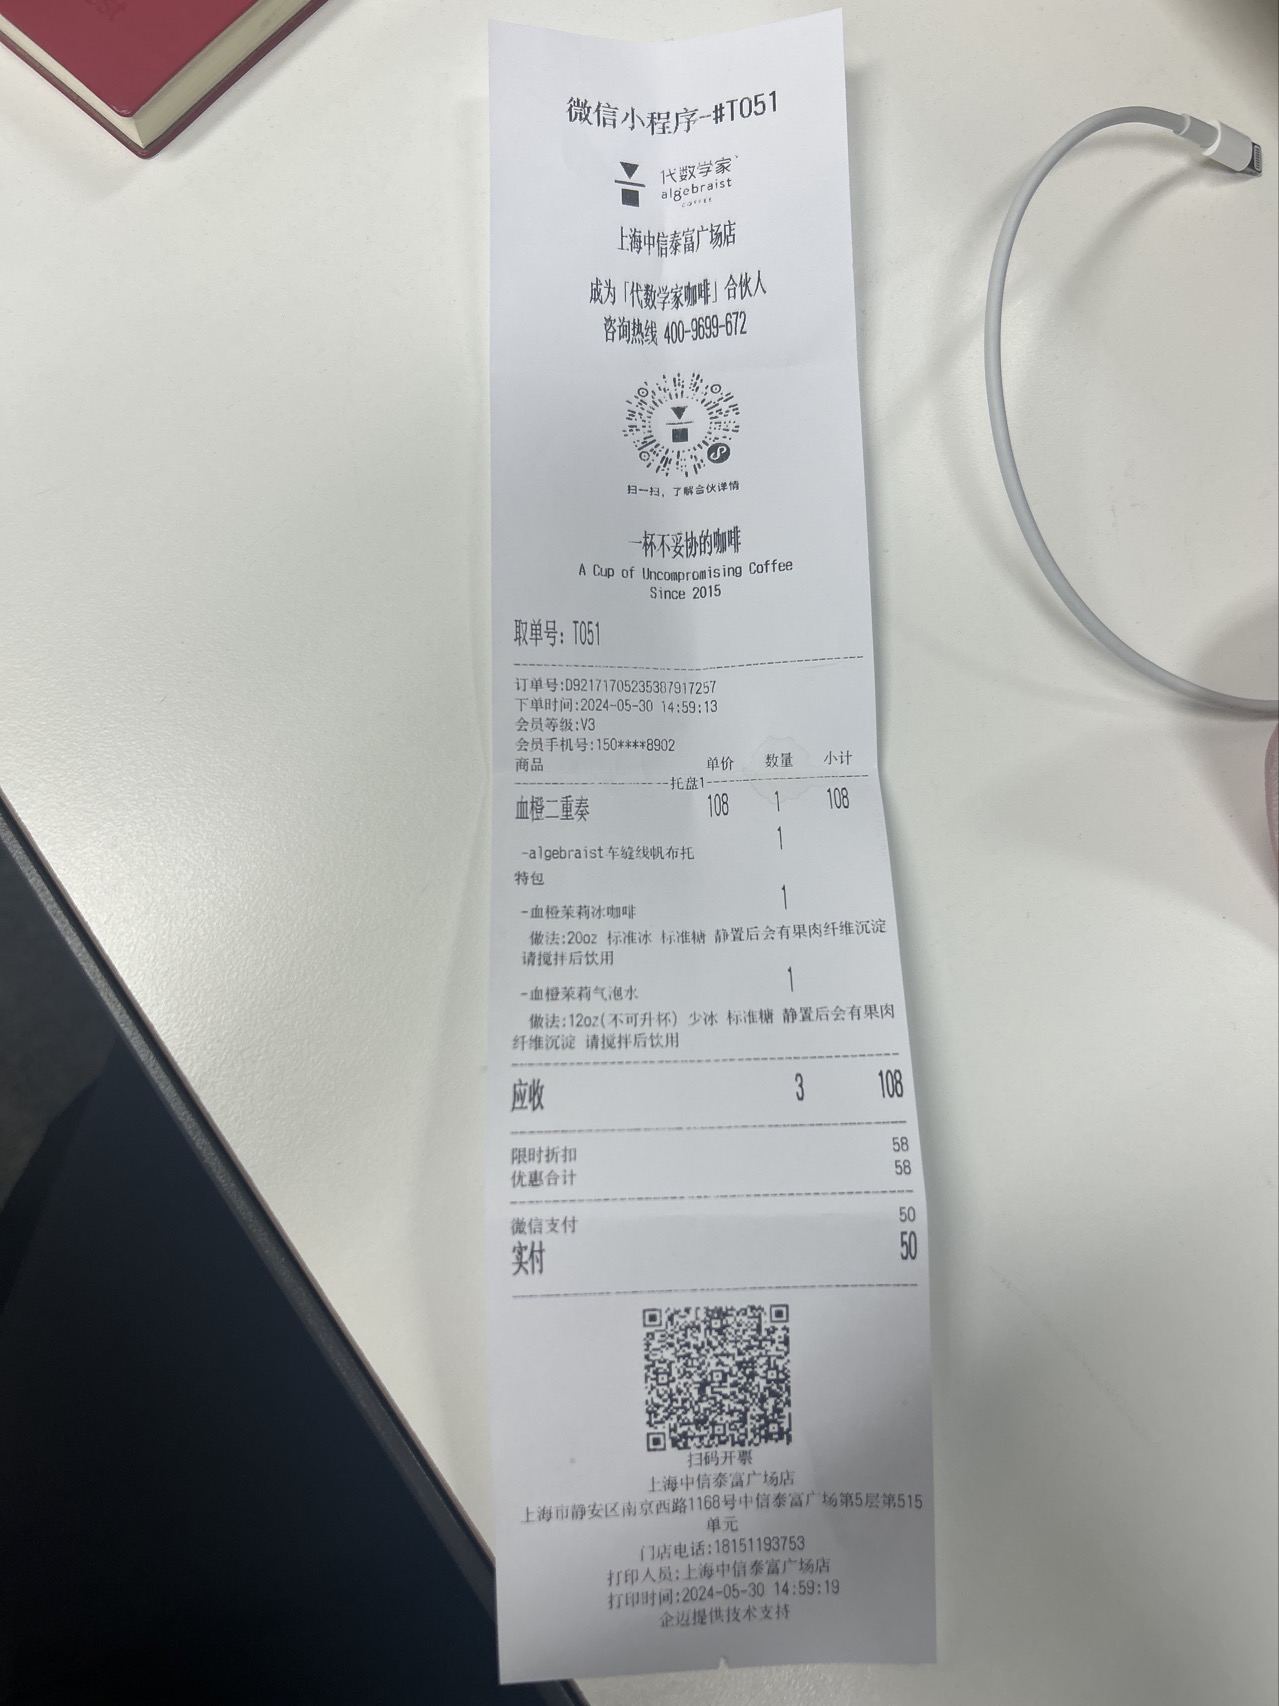 微信小程序-#T051
代数学家
algebraist
COFFEE
上海中信泰富广场店
成为「代数学家咖啡」合伙人
咨询热线 400-9699-672
扫一扫，了解合伙详情
一杯不妥协的咖啡
A Cup of Uncompromising Coffee
Since 2015
取单号: T051
订单号:D92171705235387917257
下单时间:2024-05-30 14:59:13
会员等级:V3
会员手机号:150****8902
商品 单价 数量 小计
托盘1
血橙二重奏 108 1 108
-algebraist车缝线帆布托特包 1
-血橙茉莉冰咖啡 1
做法:20oz 标准冰 标准糖 静置后会有果肉纤维沉淀
请搅拌后饮用
-血橙茉莉气泡水 1
做法:12oz(不可升杯) 少冰 标准糖 静置后会有果肉
纤维沉淀 请搅拌后饮用
应收 3 108
限时折扣 58
优惠合计 58
微信支付 50
实付 50
扫码开票
上海中信泰富广场店
上海市静安区南京西路1168号中信泰富广场第5层第515
单元
门店电话:18151193753
打印人员:上海中信泰富广场店
打印时间:2024-05-30 14:59:19
企迈提供技术支持